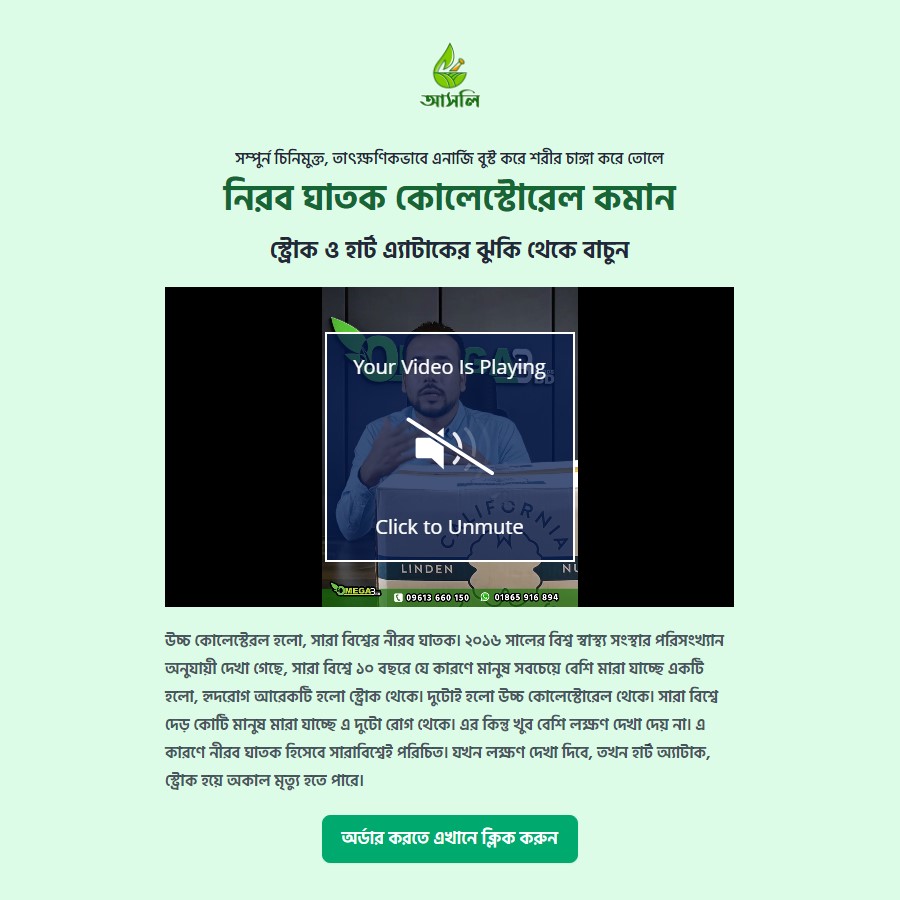 আসলি
সম্পুর্ন চিনিমুক্ত, তাৎক্ষণিকভাবে এনার্জি বুস্ট করে শরীর চাঙ্গা করে তোলে
নিরব ঘাতক কোলেস্টোরেল কমান
স্ট্রোক ও হার্ট এ্যাটাকের ঝুকি থেকে বাচুন
OMEGA3
BD
Your Video Is Playing
Click to Unmute
CALIFORNIA
LINDEN
NU
OMEGA3
09613 660 150
01865 916 894
উচ্চ কোলেস্টেরল হলো, সারা বিশ্বের নীরব ঘাতক। ২০১৬ সালের বিশ্ব স্বাস্থ্য সংস্থার পরিসংখ্যান
অনুযায়ী দেখা গেছে, সারা বিশ্বে ১০ বছরে যে কারণে মানুষ সবচেয়ে বেশি মারা যাচ্ছে একটি
হলো, হৃদরোগ আরেকটি হলো স্ট্রোক থেকে। দুটোই হলো উচ্চ কোলেস্টোরেল থেকে। সারা বিশ্বে
দেড় কোটি মানুষ মারা যাচ্ছে এ দুটো রোগ থেকে। এর কিন্তু খুব বেশি লক্ষণ দেখা দেয় না। এ
কারণে নীরব ঘাতক হিসেবে সারাবিশ্বেই পরিচিত। যখন লক্ষণ দেখা দিবে, তখন হার্ট অ্যাটাক,
স্ট্রোক হয়ে অকাল মৃত্যু হতে পারে।
অর্ডার করতে এখানে ক্লিক করুন